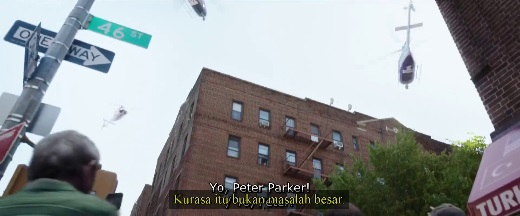 46 ST
ONE WAY
Yo, Peter Parker!
Kurasa itu bukan masalah besar
TURK